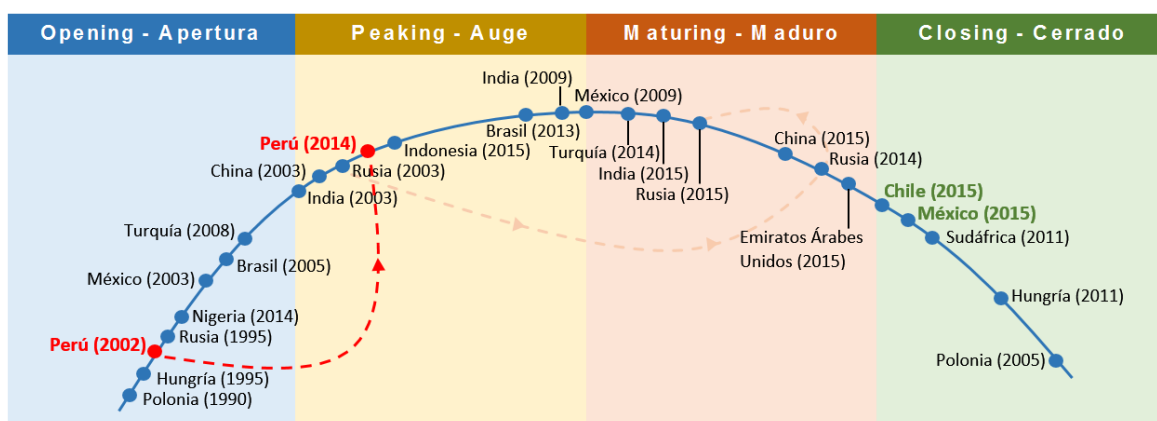 Opening - Apertura
Peaking - Auge
Maturing - Maduro
Closing - Cerrado
India (2009)
México (2009)
Brasil (2013)
Perú (2014)
Indonesia (2015)
Turquía (2014)
China (2015)
China (2003)
Rusia (2003)
India (2015)
Rusia (2014)
India (2003)
Rusia (2015)
Chile (2015)
México (2015)
Turquía (2008)
Emiratos Árabes
Unidos (2015)
Sudáfrica (2011)
Brasil (2005)
México (2003)
Hungría (2011)
Nigeria (2014)
Rusia (1995)
Perú (2002)
Polonia (2005)
Hungría (1995)
Polonia (1990)